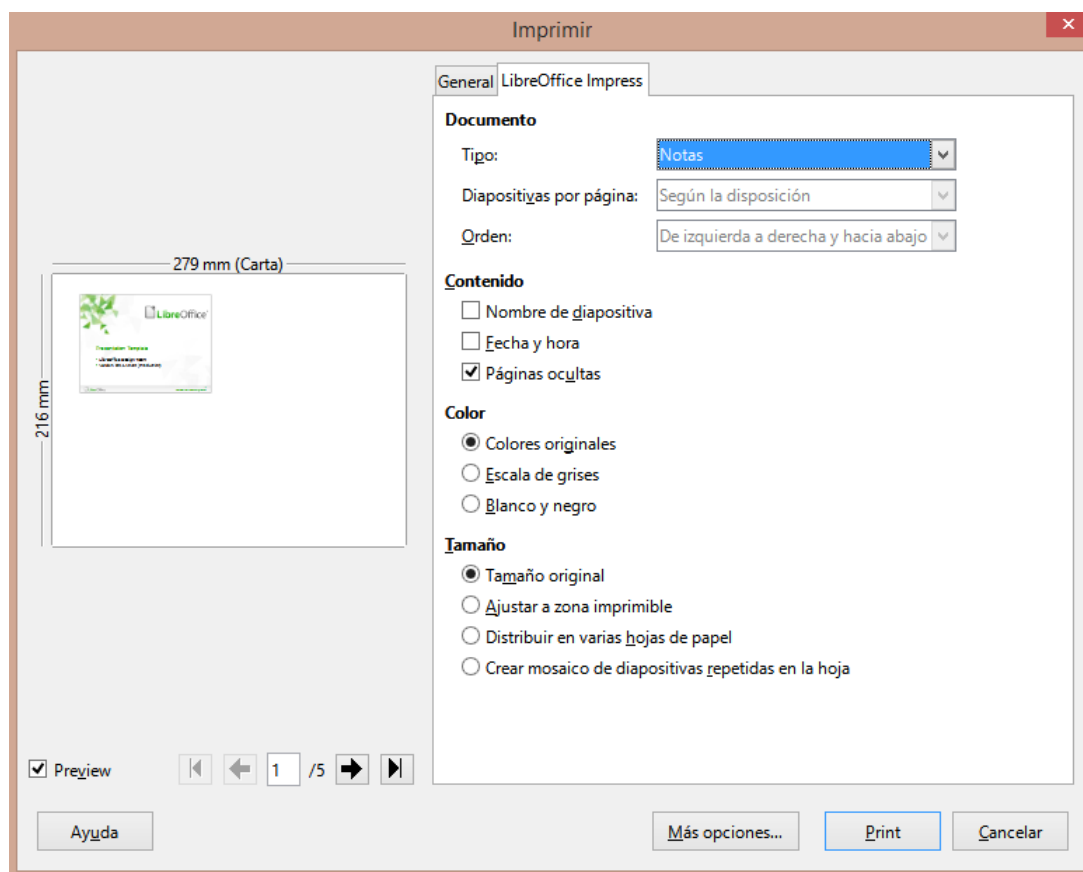 Imprimir
General LibreOffice Impress
Documento
Tipo: Notas
Diapositivas por página: Según la disposición
Orden: De izquierda a derecha y hacia abajo
279 mm (Carta)
216 mm
LibreOffice
Presentation Template
Contenido
Nombre de diapositiva
Fecha y hora
Páginas ocultas
Color
Colores originales
Escala de grises
Blanco y negro
Tamaño
Tamaño original
Ajustar a zona imprimible
Distribuir en varias hojas de papel
Crear mosaico de diapositivas repetidas en la hoja
Preview 1 /5
Ayuda Más opciones... Print Cancelar